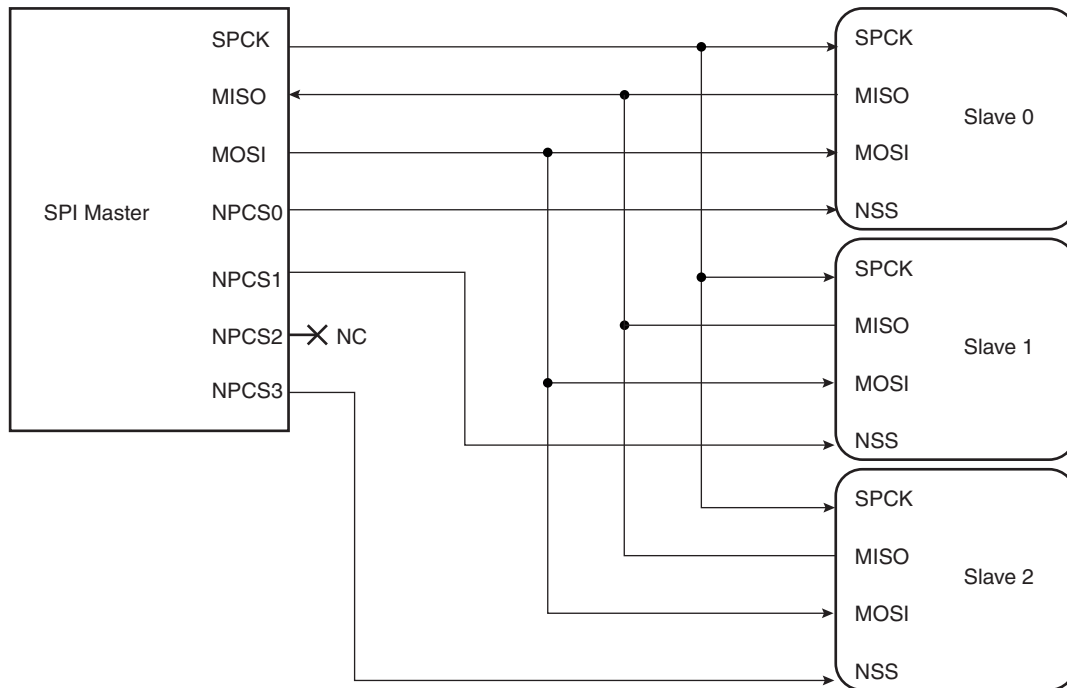 SPI Master
SPCK
MISO
MOSI
NPCS0
NPCS1
NPCS2
NC
NPCS3
SPCK
MISO
MOSI
NSS
Slave 0
SPCK
MISO
MOSI
NSS
Slave 1
SPCK
MISO
MOSI
NSS
Slave 2